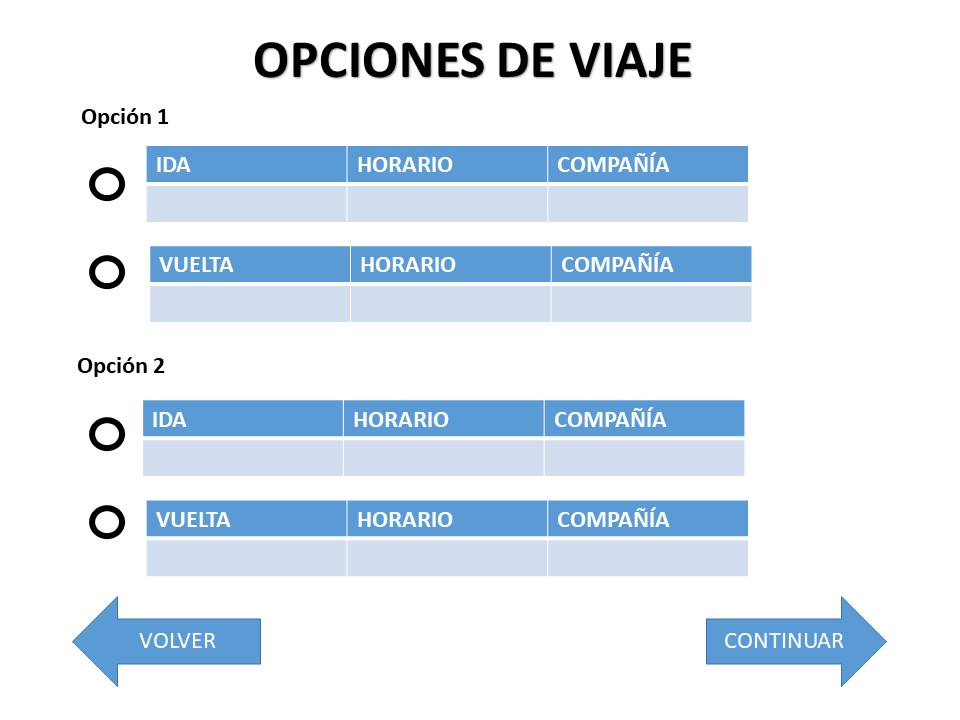 OPCIONES DE VIAJE
Opción 1
IDA HORARIO COMPAÑÍA
VUELTA HORARIO COMPAÑÍA
Opción 2
IDA HORARIO COMPAÑÍA
VUELTA HORARIO COMPAÑÍA
VOLVER CONTINUAR